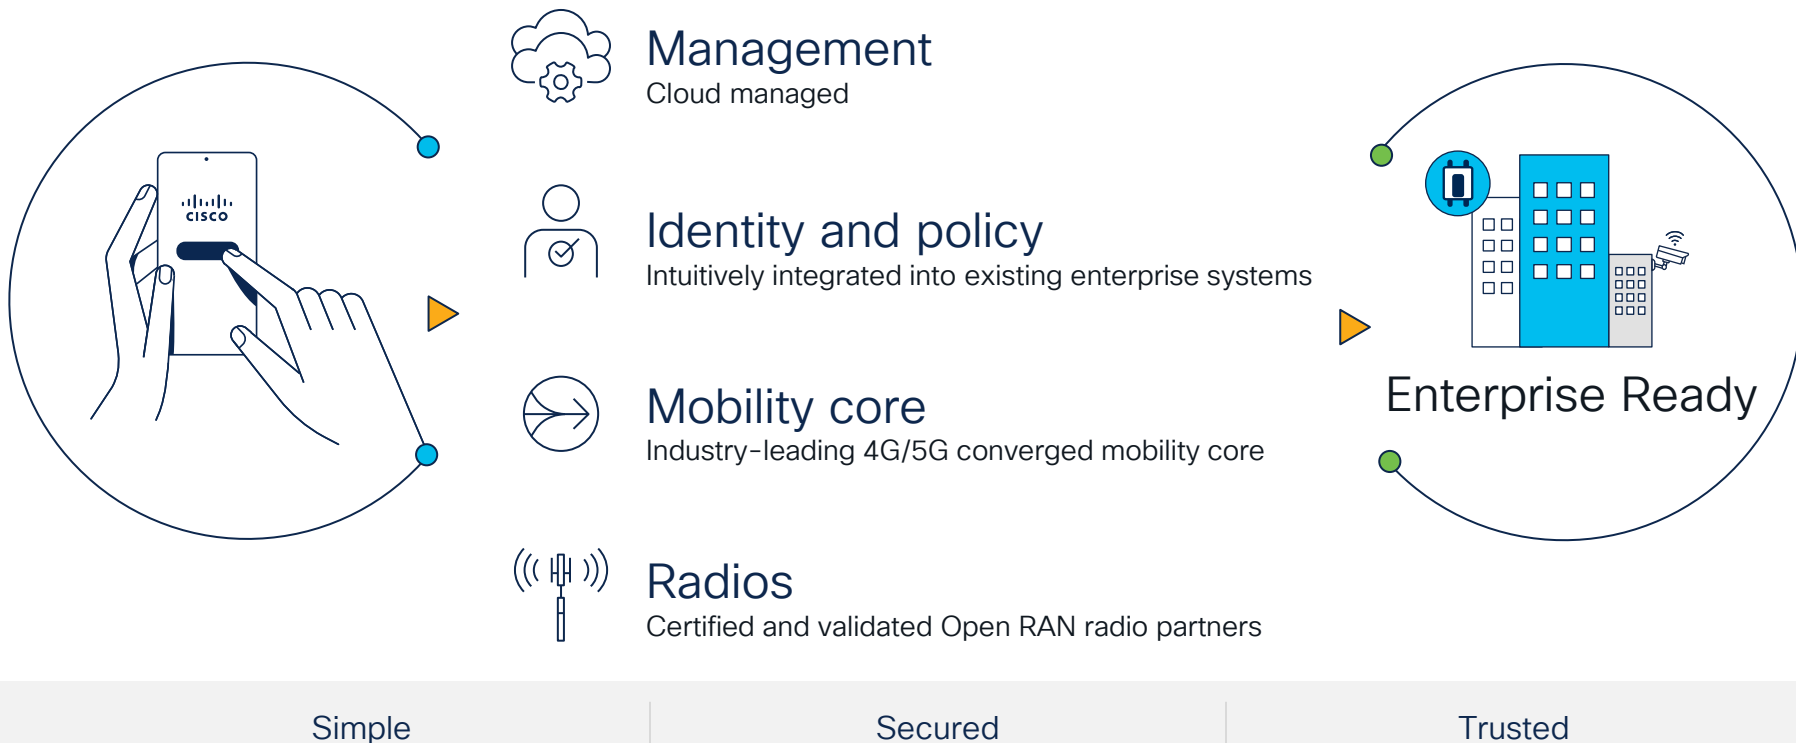 CISCO
Management
Cloud managed
Identity and policy
Intuitively integrated into existing enterprise systems
Mobility core
Industry-leading 4G/5G converged mobility core
Radios
Certified and validated Open RAN radio partners
Enterprise Ready
Simple
Secured
Trusted